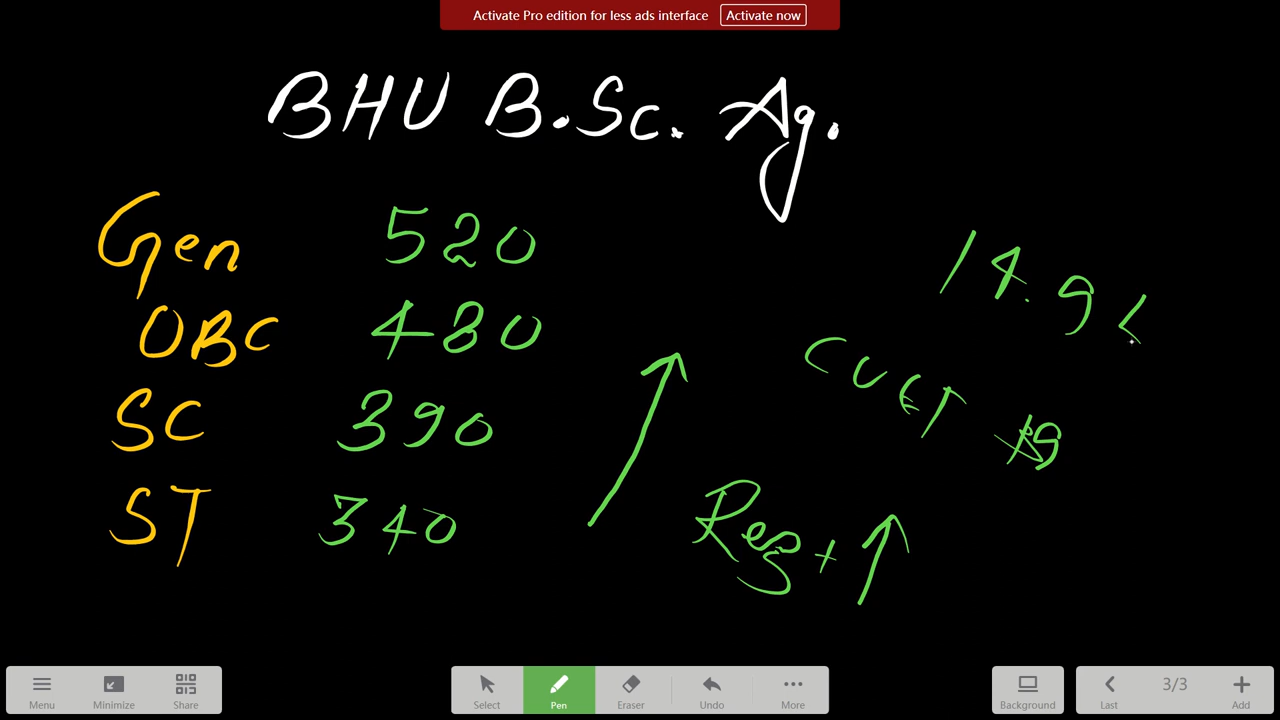 Activate Pro edition for less ads interface Activate now
BHU B.Sc. Ag.
Gen 520
OBC 480
SC 390
ST 340
14.9
CUET
Reg + ↑
Menu Minimize Share Select Pen Eraser Undo More Background Last 3/3 Add